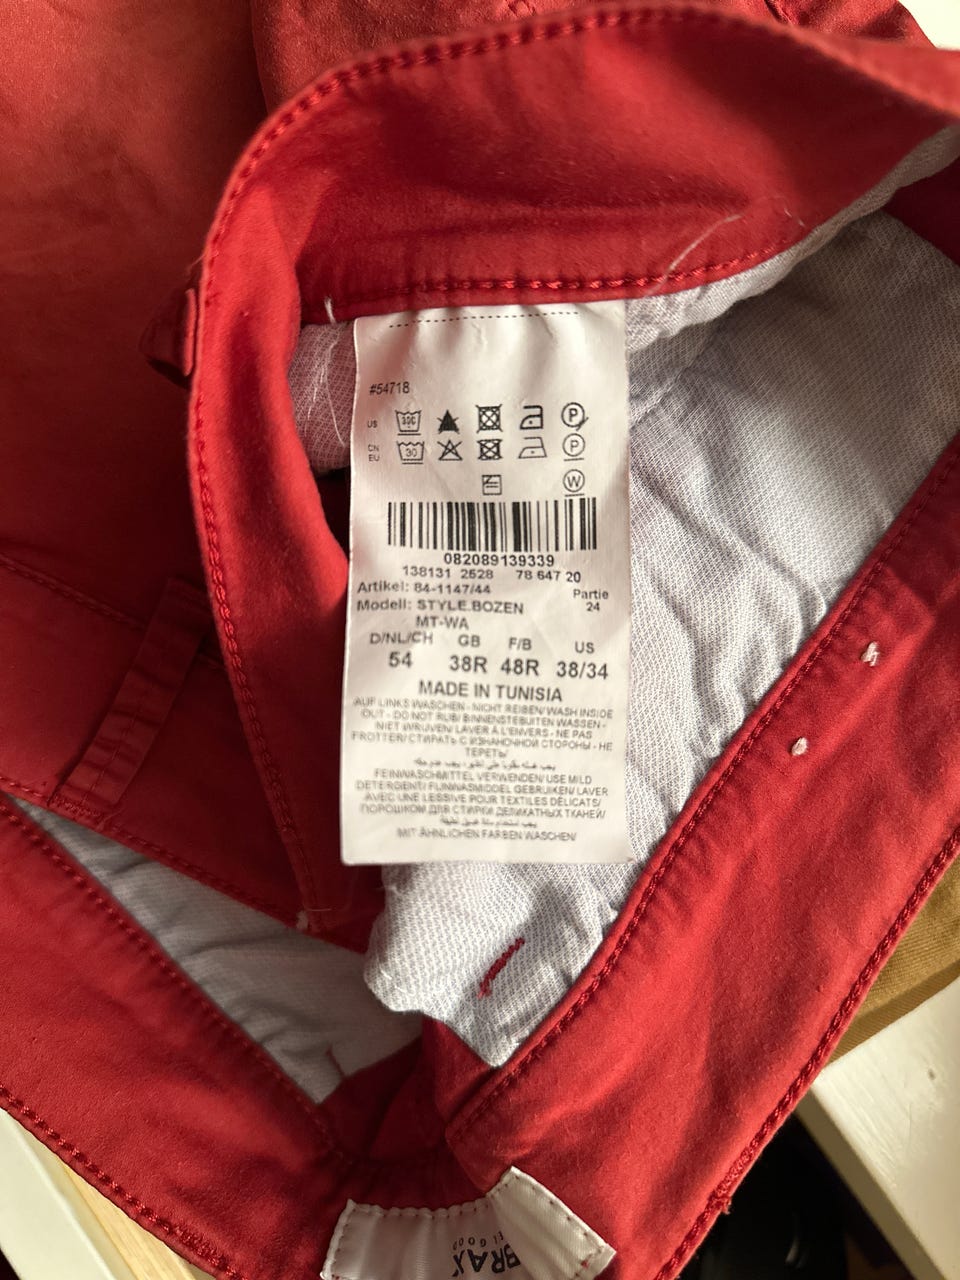 #54718
US 30C P
CN
EU 30 P
W
082089139339
138131 2528 78 647 20
Artikel: 84-1147/44 Partie
24
Modell: STYLE.BOZEN
MT-WA
D/NL/CH GB F/B US
54 38R 48R 38/34
MADE IN TUNISIA
AUF LINKS WASCHEN - NICHT REIBEN/WASH INSIDE
OUT - DO NOT RUB/ BINNENSTEBUITEN WASSEN -
NIET WRIJVEN/ LAVER À L'ENVERS - NE PAS
FROTTER/ СТИРАТЬ С ИЗНАНОЧНОЙ СТОРОНЫ - НЕ
ТЕРЕТЬ/
FEINWASCHMITTEL VERWENDEN/ USE MILD
DETERGENT/ FIJNWASMIDDEL GEBRUIKEN/ LAVER
AVEC UNE LESSIVE POUR TEXTILES DÉLICATS/
ПОРОШКОМ ДЛЯ СТИРКИ ДЕЛИКАТНЫХ ТКАНЕЙ/
MIT ÄHNLICHEN FARBEN WASCHEN/
BRAX
FEEL GOOD